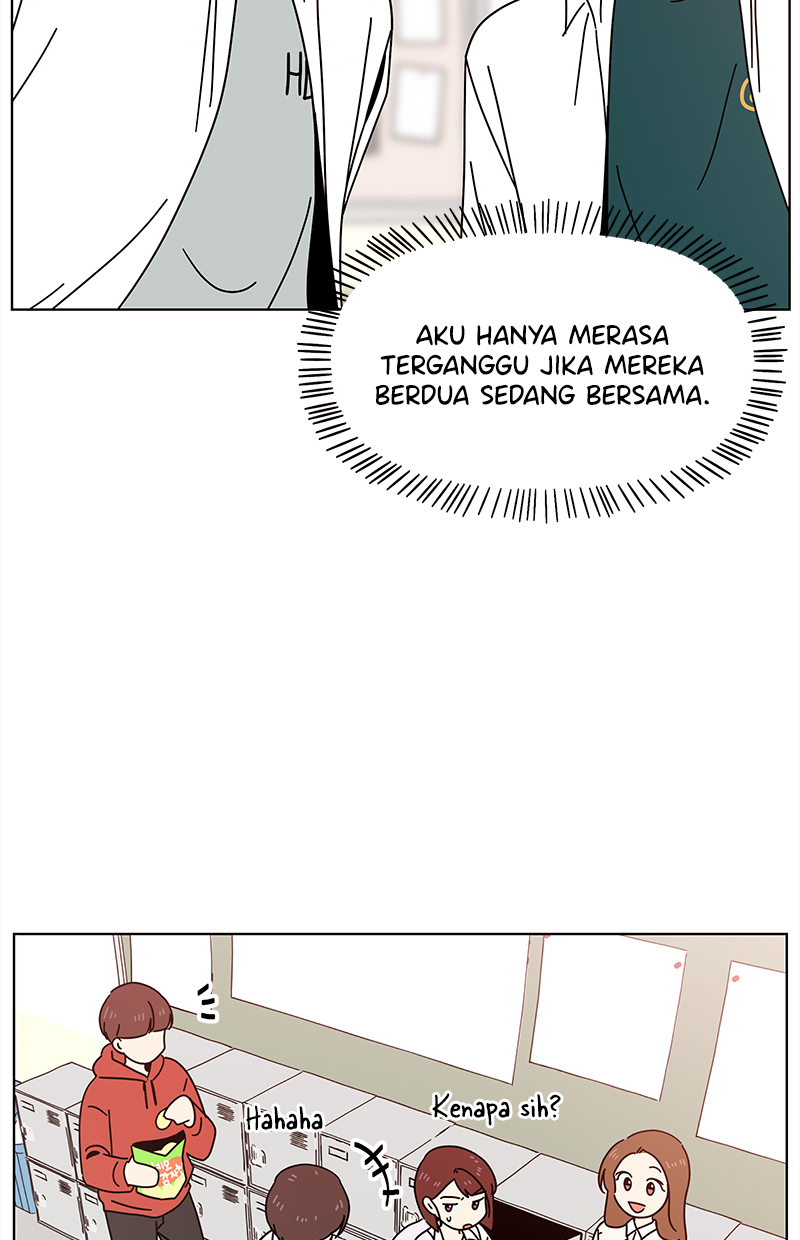 AKU HANYA MERASA
TERGANGGU JIKA MEREKA
BERDUA SEDANG BERSAMA.
Hahaha
Kenapa sih?